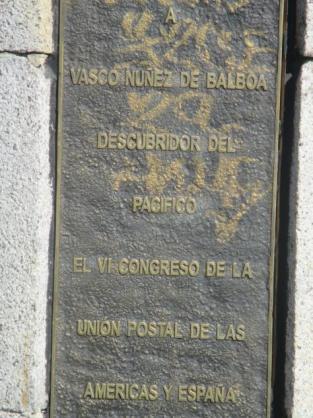 A
VASCO NUÑEZ DE BALBOA
DESCUBRIDOR DEL
PACIFICO
EL VI CONGRESO DE LA
UNION POSTAL DE LAS
AMERICAS Y ESPAÑA